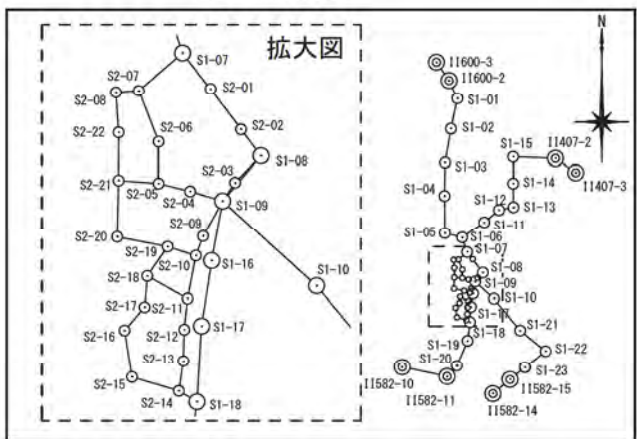 拡大図
S1-07
S2-07
S2-01
S2-08
S2-06
S2-02
S2-22
S1-08
S2-03
S2-21
S2-05
S2-04
S1-09
S2-09
S2-20
S2-19
S2-10
S1-16
S2-18
S1-10
S2-11
S2-17
S1-17
S2-16
S2-12
S2-13
S2-15
S2-14
S1-18
N
II600-3
II600-2
S1-01
S1-02
S1-15
II407-2
S1-03
S1-14
II407-3
S1-04
S1-12
S1-13
S1-11
S1-05
S1-06
S1-07
S1-08
S1-09
S1-10
S1-18
S1-21
S1-19
S1-22
S1-20
S1-23
II582-10
II582-15
II582-11
II582-14